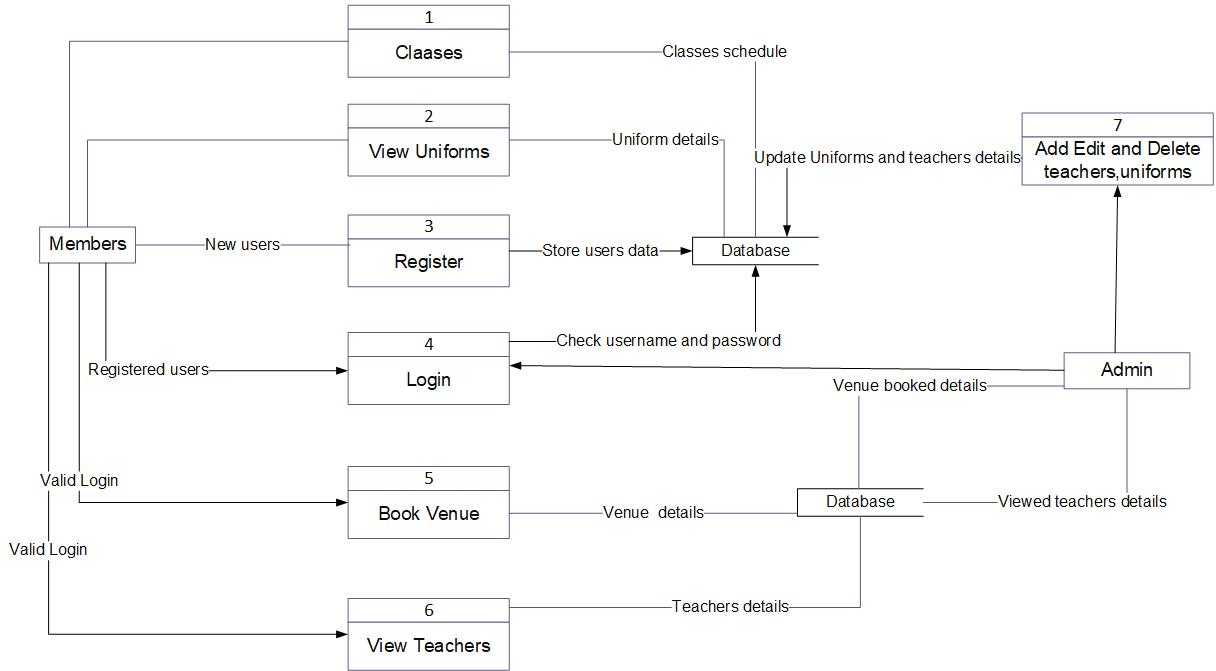 1
Claases
Classes schedule
2
View Uniforms
Uniform details
7
Add Edit and Delete
teachers,uniforms
Update Uniforms and teachers details
Members
New users
3
Register
Store users data
Database
4
Login
Check username and password
Registered users
Admin
Venue booked details
Valid Login
5
Book Venue
Venue details
Database
Viewed teachers details
Valid Login
6
View Teachers
Teachers details